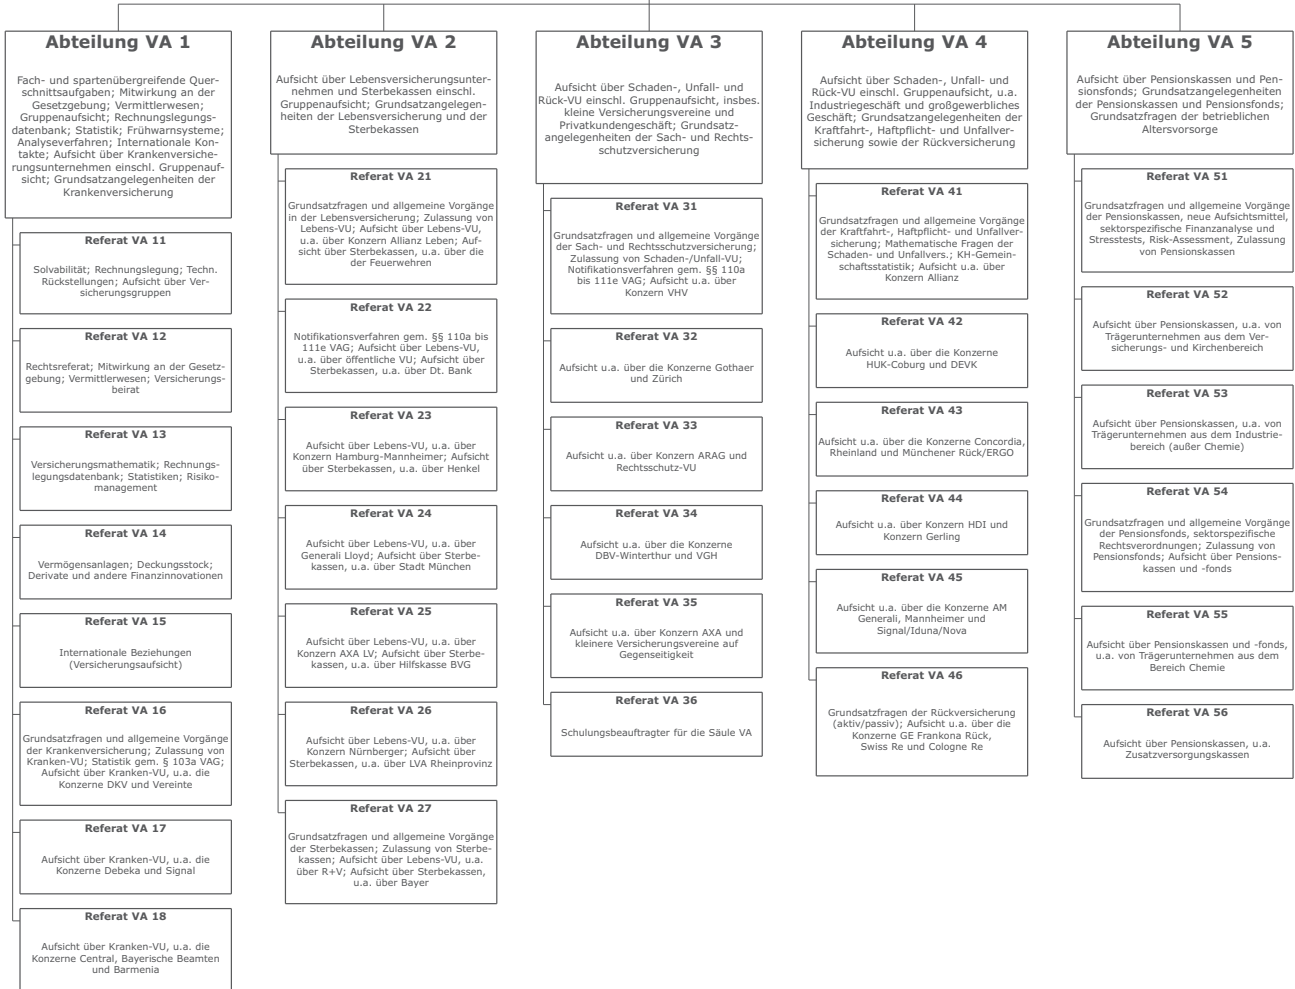 Abteilung VA 1
Fach- und spartenübergreifende Quer-
schnittsaufgaben; Mitwirkung an der
Gesetzgebung; Vermittlerwesen;
Gruppenaufsicht; Rechnungslegungs-
datenbank; Statistik; Frühwarnsysteme;
Analyseverfahren; Internationale Kon-
takte; Aufsicht über Krankenversiche-
rungsunternehmen einschl. Gruppenauf-
sicht; Grundsatzangelegenheiten der
Krankenversicherung
Referat VA 11
Solvabilität; Rechnungslegung; Techn.
Rückstellungen; Aufsicht über Ver-
sicherungsgruppen
Referat VA 12
Rechtsreferat; Mitwirkung an der Gesetz-
gebung; Vermittlerwesen; Versicherungs-
beirat
Referat VA 13
Versicherungsmathematik; Rechnungs-
legungsdatenbank; Statistiken; Risiko-
management
Referat VA 14
Vermögensanlagen; Deckungsstock;
Derivate und andere Finanzinnovationen
Referat VA 15
Internationale Beziehungen
(Versicherungsaufsicht)
Referat VA 16
Grundsatzfragen und allgemeine Vorgänge
der Krankenversicherung; Zulassung von
Kranken-VU; Statistik gem. § 103a VAG;
Aufsicht über Kranken-VU, u.a. die
Konzerne DKV und Vereinte
Referat VA 17
Aufsicht über Kranken-VU, u.a. die
Konzerne Debeka und Signal
Referat VA 18
Aufsicht über Kranken-VU, u.a. die
Konzerne Central, Bayerische Beamten
und Barmenia
Abteilung VA 2
Aufsicht über Lebensversicherungsunter-
nehmen und Sterbekassen einschl.
Gruppenaufsicht; Grundsatzangelegen-
heiten der Lebensversicherung und der
Sterbekassen
Referat VA 21
Grundsatzfragen und allgemeine Vorgänge
in der Lebensversicherung; Zulassung von
Lebens-VU; Aufsicht über Lebens-VU,
u.a. über Konzern Allianz Leben; Auf-
sicht über Sterbekassen, u.a. über die
der Feuerwehren
Referat VA 22
Notifikationsverfahren gem. §§ 110a bis
111e VAG; Aufsicht über Lebens-VU,
u.a. über öffentliche VU; Aufsicht über
Sterbekassen, u.a. über Dt. Bank
Referat VA 23
Aufsicht über Lebens-VU, u.a. über
Konzern Hamburg-Mannheimer; Aufsicht
über Sterbekassen, u.a. über Henkel
Referat VA 24
Aufsicht über Lebens-VU, u.a. über
Generali Lloyd; Aufsicht über Sterbe-
kassen, u.a. über Stadt München
Referat VA 25
Aufsicht über Lebens-VU, u.a. über
Konzern AXA LV; Aufsicht über Sterbe-
kassen, u.a. über Hilfskasse BVG
Referat VA 26
Aufsicht über Lebens-VU, u.a. über
Konzern Nürnberger; Aufsicht über
Sterbekassen, u.a. über LVA Rheinprovinz
Referat VA 27
Grundsatzfragen und allgemeine Vorgänge
der Sterbekassen; Zulassung von Sterbe-
kassen; Aufsicht über Lebens-VU, u.a.
über R+V; Aufsicht über Sterbekassen,
u.a. über Bayer
Abteilung VA 3
Aufsicht über Schaden-, Unfall- und
Rück-VU einschl. Gruppenaufsicht, insbes.
kleine Versicherungsvereine und
Privatkundengeschäft; Grundsatz-
angelegenheiten der Sach- und Rechts-
schutzversicherung
Referat VA 31
Grundsatzfragen und allgemeine Vorgänge
der Sach- und Rechtsschutzversicherung;
Zulassung von Schaden-/Unfall-VU;
Notifikationsverfahren gem. §§ 110a
bis 111e VAG; Aufsicht u.a. über
Konzern VHV
Referat VA 32
Aufsicht u.a. über die Konzerne Gothaer
und Zürich
Referat VA 33
Aufsicht u.a. über Konzern ARAG und
Rechtsschutz-VU
Referat VA 34
Aufsicht u.a. über die Konzerne
DBV-Winterthur und VGH
Referat VA 35
Aufsicht u.a. über Konzern AXA und
kleinere Versicherungsvereine auf
Gegenseitigkeit
Referat VA 36
Schulungsbeauftragter für die Säule VA
Abteilung VA 4
Aufsicht über Schaden-, Unfall- und
Rück-VU einschl. Gruppenaufsicht, u.a.
Industriegeschäft und großgewerbliches
Geschäft; Grundsatzangelegenheiten der
Kraftfahrt-, Haftpflicht- und Unfallver-
sicherung sowie der Rückversicherung
Referat VA 41
Grundsatzfragen und allgemeine Vorgänge
der Kraftfahrt-, Haftpflicht- und Unfallver-
sicherung; Mathematische Fragen der
Schaden- und Unfallvers.; KH-Gemein-
schaftsstatistik; Aufsicht u.a. über
Konzern Allianz
Referat VA 42
Aufsicht u.a. über die Konzerne
HUK-Coburg und DEVK
Referat VA 43
Aufsicht u.a. über die Konzerne Concordia,
Rheinland und Münchener Rück/ERGO
Referat VA 44
Aufsicht u.a. über Konzern HDI und
Konzern Gerling
Referat VA 45
Aufsicht u.a. über die Konzerne AM
Generali, Mannheimer und
Signal/Iduna/Nova
Referat VA 46
Grundsatzfragen der Rückversicherung
(aktiv/passiv); Aufsicht u.a. über die
Konzerne GE Frankona Rück,
Swiss Re und Cologne Re
Abteilung VA 5
Aufsicht über Pensionskassen und Pen-
sionsfonds; Grundsatzangelegenheiten
der Pensionskassen und Pensionsfonds;
Grundsatzfragen der betrieblichen
Altersvorsorge
Referat VA 51
Grundsatzfragen und allgemeine Vorgänge
der Pensionskassen, neue Aufsichtsmittel,
sektorspezifische Finanzanalyse und
Stresstests, Risk-Assessment, Zulassung
von Pensionskassen
Referat VA 52
Aufsicht über Pensionskassen, u.a. von
Trägerunternehmen aus dem Ver-
sicherungs- und Kirchenbereich
Referat VA 53
Aufsicht über Pensionskassen, u.a. von
Trägerunternehmen aus dem Industrie-
bereich (außer Chemie)
Referat VA 54
Grundsatzfragen und allgemeine Vorgänge
der Pensionsfonds, sektorspezifische
Rechtsverordnungen; Zulassung von
Pensionsfonds; Aufsicht über Pensions-
kassen und -fonds
Referat VA 55
Aufsicht über Pensionskassen und -fonds,
u.a. von Trägerunternehmen aus dem
Bereich Chemie
Referat VA 56
Aufsicht über Pensionskassen, u.a.
Zusatzversorgungskassen